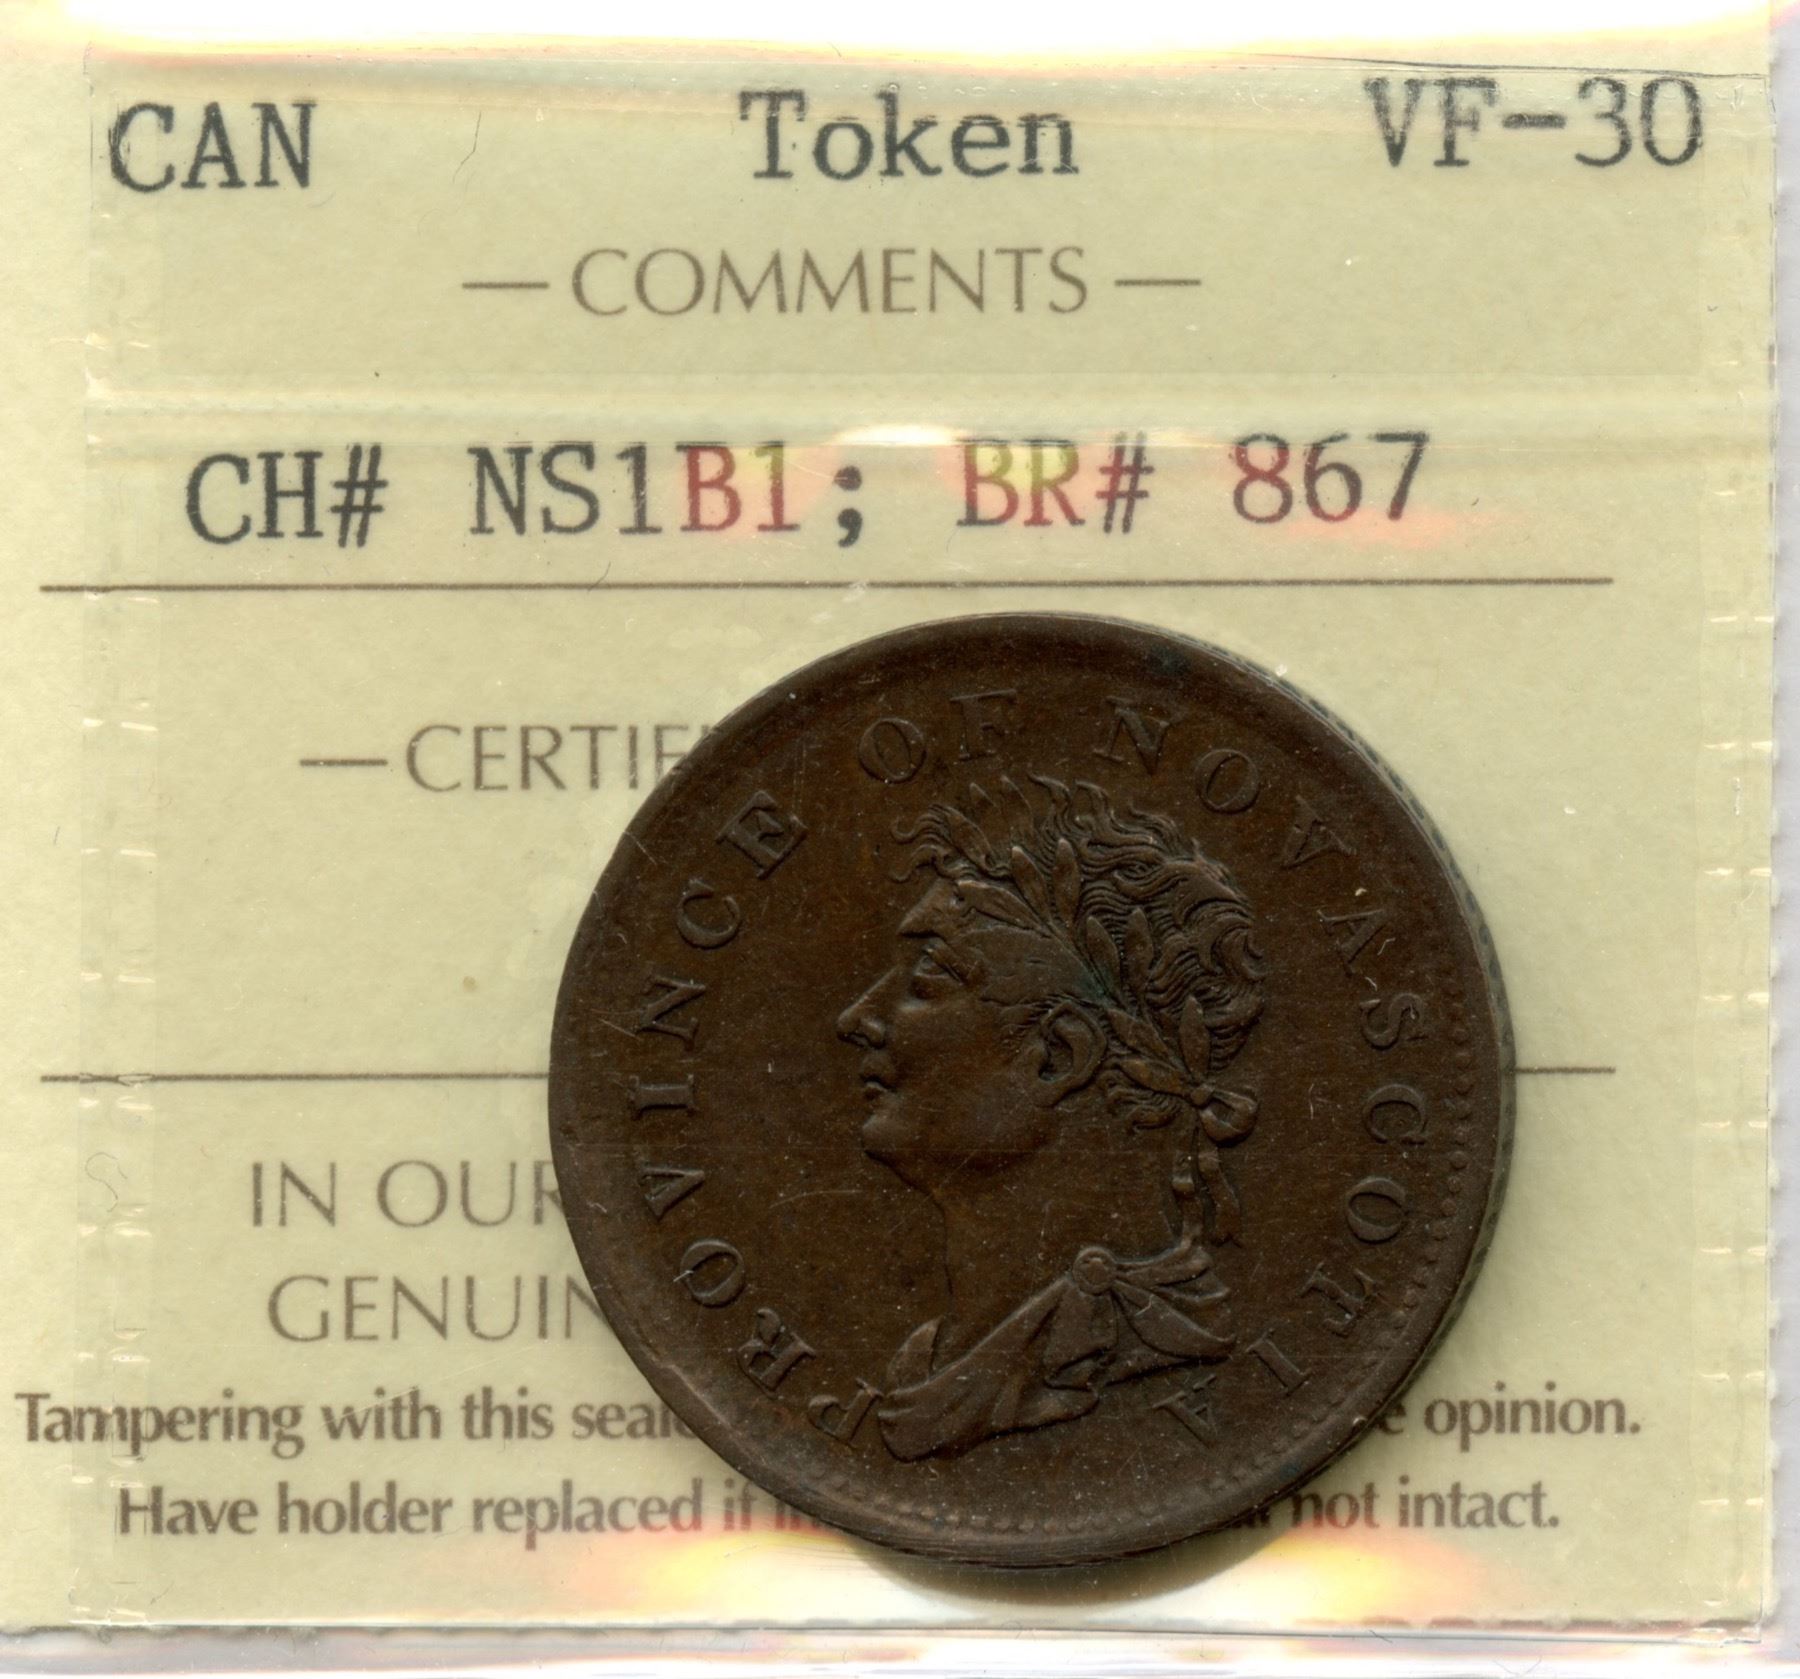 CAN Token VF-30
— COMMENTS —
CH# NS1B1; BR# 867
— CERTIF
PROVINCE OF NOVA SCOTIA
IN OUR
GENUIN
Tampering with this seal opinion.
Have holder replaced if not intact.